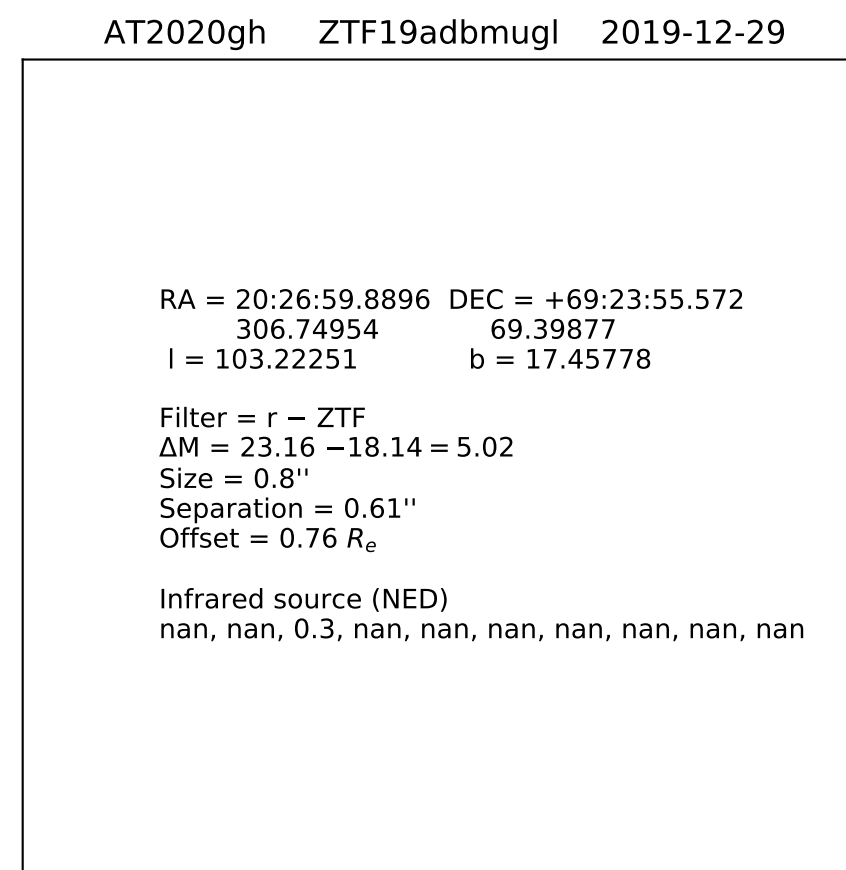 AT2020gh ZTF19adbmugl 2019-12-29
RA = 20:26:59.8896 DEC = +69:23:55.572
306.74954 69.39877
l = 103.22251 b = 17.45778
Filter = r − ZTF
ΔM = 23.16 −18.14 = 5.02
Size = 0.8''
Separation = 0.61''
Offset = 0.76 Re
Infrared source (NED)
nan, nan, 0.3, nan, nan, nan, nan, nan, nan, nan